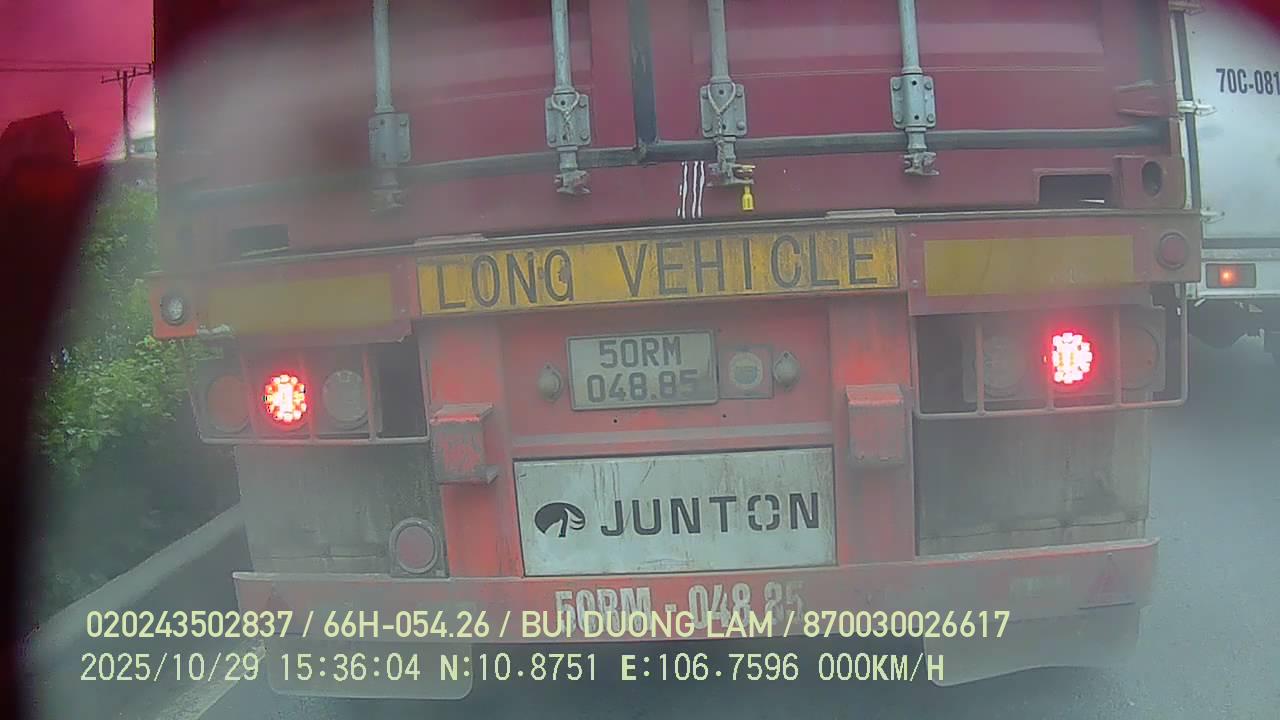 70C-081
LONG VEHICLE
50RM
048.85
JUNTON
50RM - 048.85
020243502837 / 66H-054.26 / BUI DUONG LAM / 870030026617
2025/10/29 15:36:04 N:10.8751 E:106.7596 000KM/H